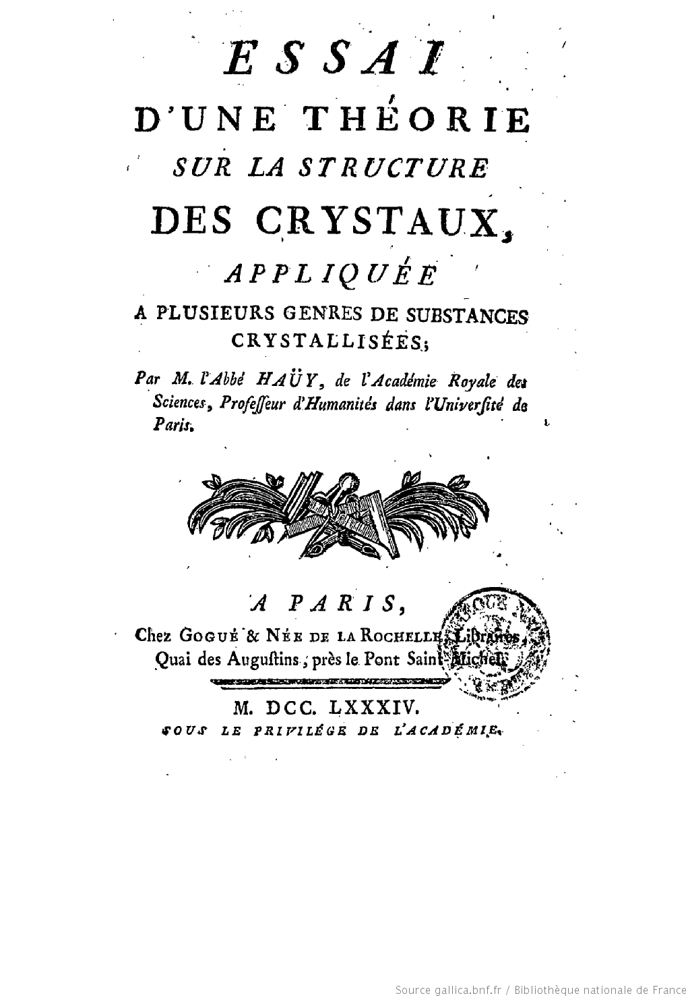 ESSAI
D'UNE THÉORIE
SUR LA STRUCTURE
DES CRYSTAUX,
APPLIQUÉE
A PLUSIEURS GENRES DE SUBSTANCES
CRYSTALLISÉES;
Par M. l'Abbé HAÜY, de l'Académie Royale des
Sciences, Profeſſeur d'Humanités dans l'Univerſité de
Paris.
A PARIS,
Chez GOGUÉ & NÉE DE LA ROCHELLE, Libraires,
Quai des Auguſtins, près le Pont Saint-Michel.
M. DCC. LXXXIV.
SOUS LE PRIVILÉGE DE L'ACADÉMIE.
Source gallica.bnf.fr / Bibliothèque nationale de France